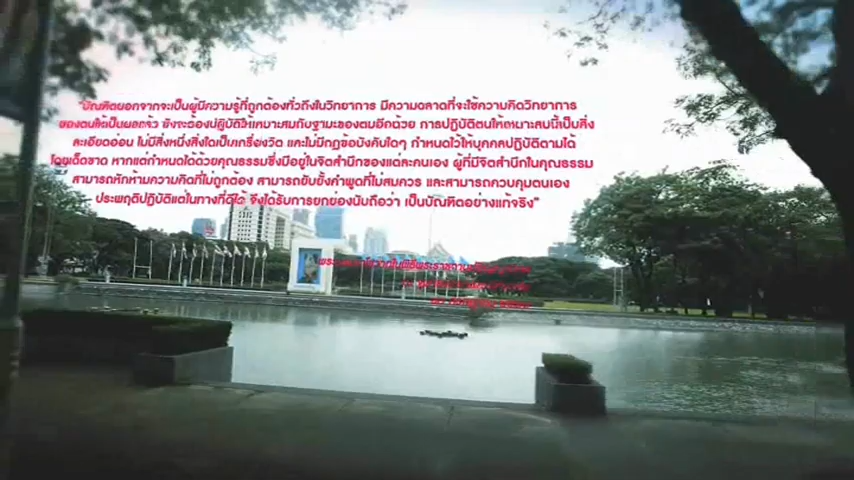 "บัณฑิตนอกจากจะเป็นผู้มีความรู้ที่ถูกต้องทั่วถึงในวิทยาการ มีความฉลาดที่จะใช้ความคิดวิทยาการ
ของตนให้เป็นผลแล้ว ยังจะต้องปฏิบัติให้เหมาะสมกับฐานะของตนอีกด้วย การปฏิบัติตนให้เหมาะสมนี้เป็นสิ่ง
ละเอียดอ่อน ไม่มีสิ่งหนึ่งสิ่งใดเป็นเครื่องวัด และไม่มีกฎข้อบังคับใดๆ กำหนดไว้ให้บุคคลปฏิบัติตามได้
โดยเด็ดขาด หากแต่กำหนดได้ด้วยคุณธรรมซึ่งมีอยู่ในจิตสำนึกของแต่ละคนเอง ผู้ที่มีจิตสำนึกในคุณธรรม
สามารถหักห้ามความคิดที่ไม่ถูกต้อง สามารถยับยั้งคำพูดที่ไม่สมควร และสามารถควบคุมตนเอง
ประพฤติปฏิบัติแต่ในทางที่ดีได้ จึงได้รับการยกย่องนับถือว่า เป็นบัณฑิตอย่างแท้จริง"